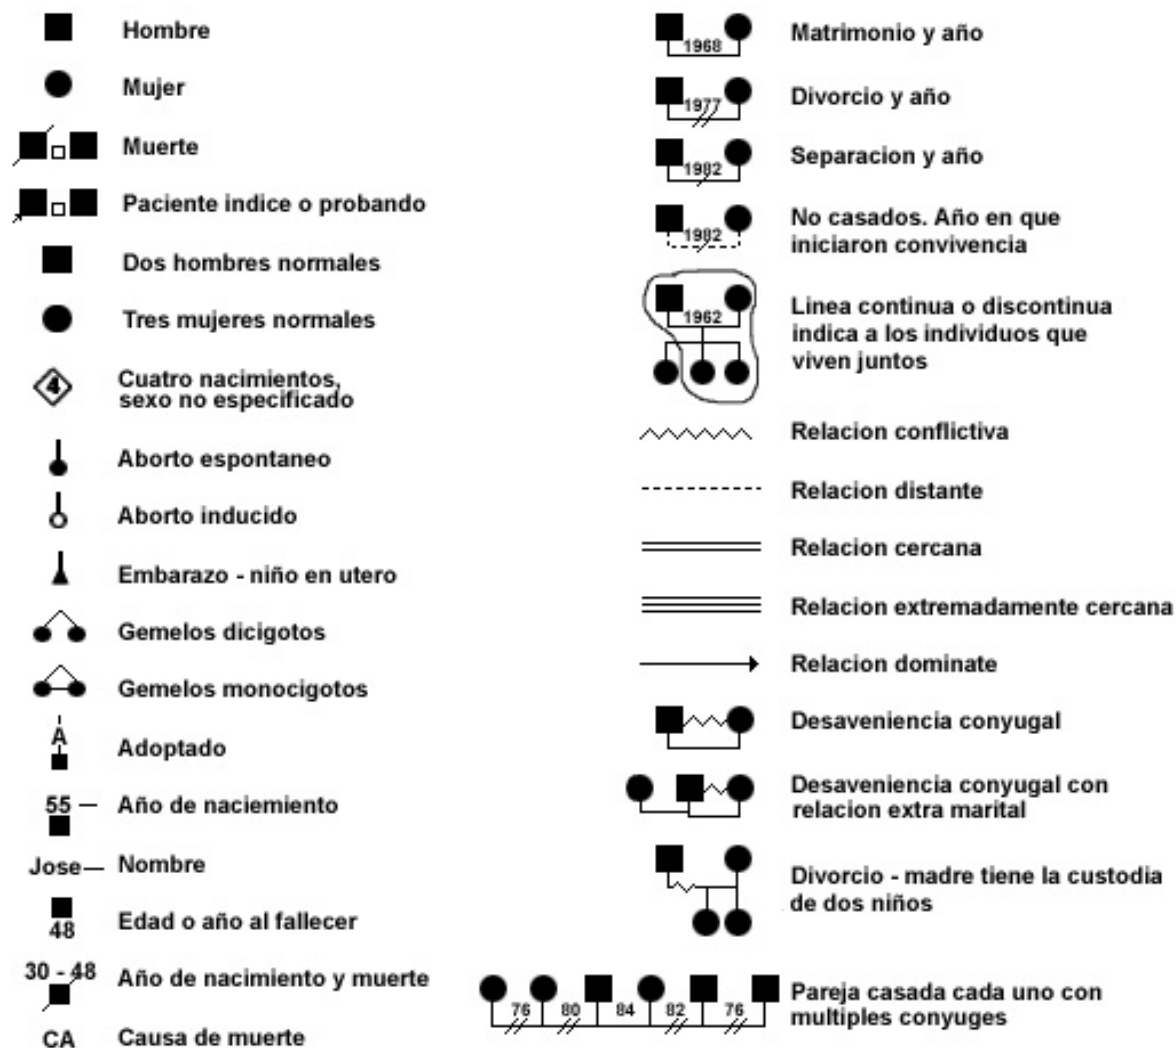 Hombre
Mujer
Muerte
Paciente indice o probando
Dos hombres normales
Tres mujeres normales
4
Cuatro nacimientos,
sexo no especificado
Aborto espontaneo
Aborto inducido
Embarazo - niño en utero
Gemelos dicigotos
Gemelos monocigotos
A
Adoptado
55
Año de naciemiento
Jose
Nombre
48
Edad o año al fallecer
30 - 48
Año de nacimiento y muerte
CA
Causa de muerte
1968
Matrimonio y año
1977
Divorcio y año
1982
Separacion y año
1982
No casados. Año en que
iniciaron convivencia
1962
Linea continua o discontinua
indica a los individuos que
viven juntos
Relacion conflictiva
Relacion distante
Relacion cercana
Relacion extremadamente cercana
Relacion dominate
Desaveniencia conyugal
Desaveniencia conyugal con
relacion extra marital
Divorcio - madre tiene la custodia
de dos niños
76 80 84 82 76
Pareja casada cada uno con
multiples conyuges